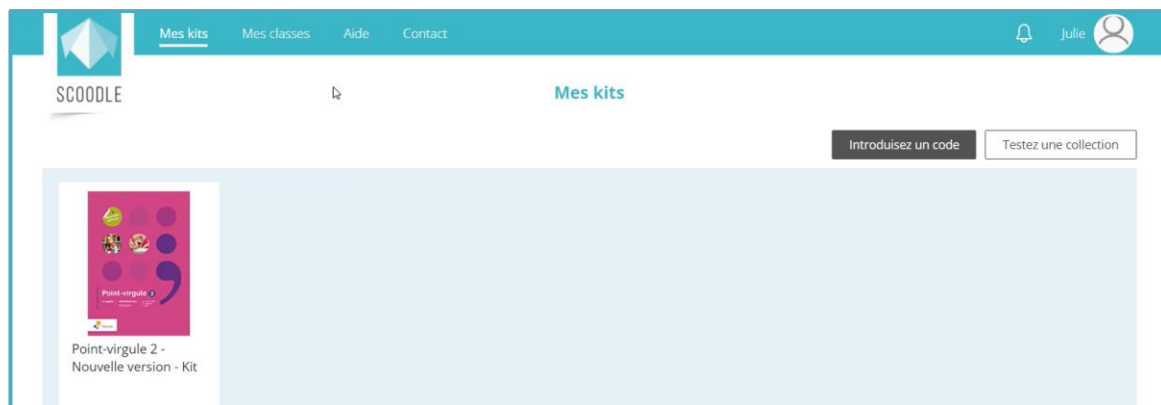 Mes kits
Mes classes
Aide
Contact
Julie
SCOODLE
Mes kits
Introduisez un code
Testez une collection
Point-virgule 2
Point-virgule 2 -
Nouvelle version - Kit